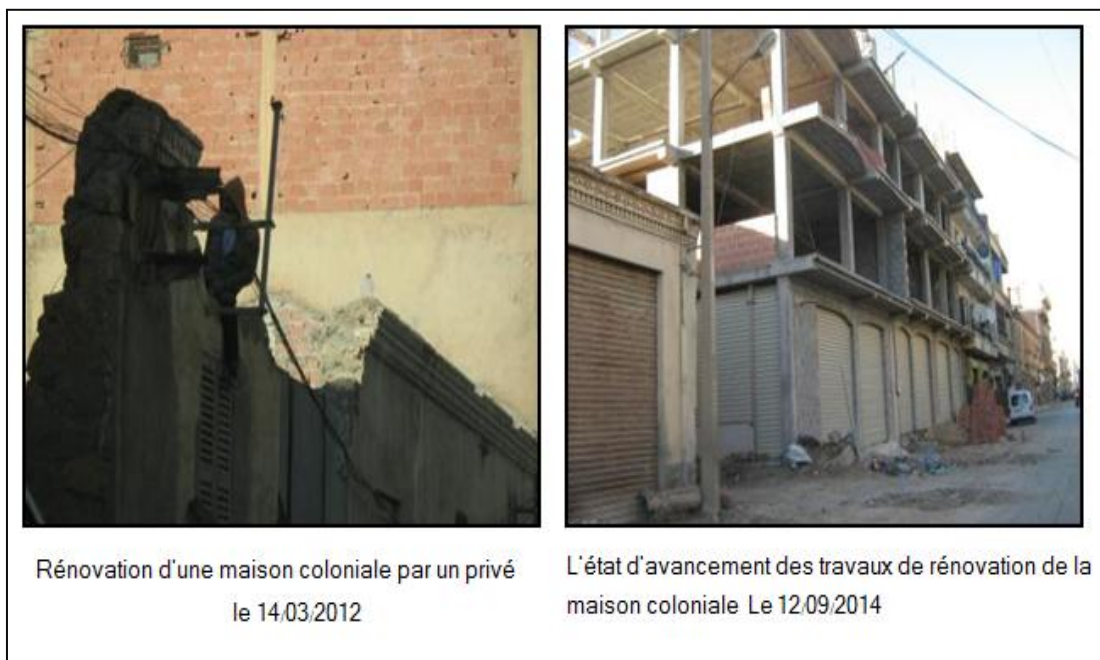 Rénovation d'une maison coloniale par un privé
le 14/03/2012
L'état d'avancement des travaux de rénovation de la
maison coloniale Le 12/09/2014